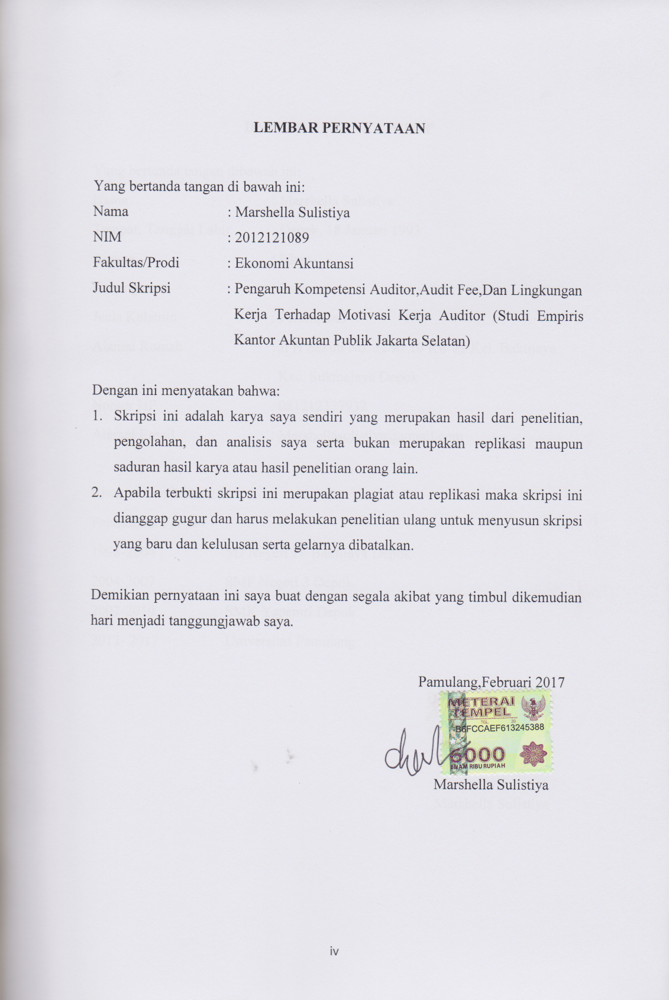 LEMBAR PERNYATAAN
Yang bertanda tangan di bawah ini:
Nama : Marshella Sulistiya
NIM : 2012121089
Fakultas/Prodi : Ekonomi Akuntansi
Judul Skripsi : Pengaruh Kompetensi Auditor,Audit Fee,Dan Lingkungan
Kerja Terhadap Motivasi Kerja Auditor (Studi Empiris
Kantor Akuntan Publik Jakarta Selatan)
Dengan ini menyatakan bahwa:
1. Skripsi ini adalah karya saya sendiri yang merupakan hasil dari penelitian,
pengolahan, dan analisis saya serta bukan merupakan replikasi maupun
saduran hasil karya atau hasil penelitian orang lain.
2. Apabila terbukti skripsi ini merupakan plagiat atau replikasi maka skripsi ini
dianggap gugur dan harus melakukan penelitian ulang untuk menyusun skripsi
yang baru dan kelulusan serta gelarnya dibatalkan.
Demikian pernyataan ini saya buat dengan segala akibat yang timbul dikemudian
hari menjadi tanggungjawab saya.
Pamulang,Februari 2017
METERAI
TEMPEL
TGL. 20
B6FCCAEF613245388
6000
ENAM RIBU RUPIAH
Marshella Sulistiya
iv